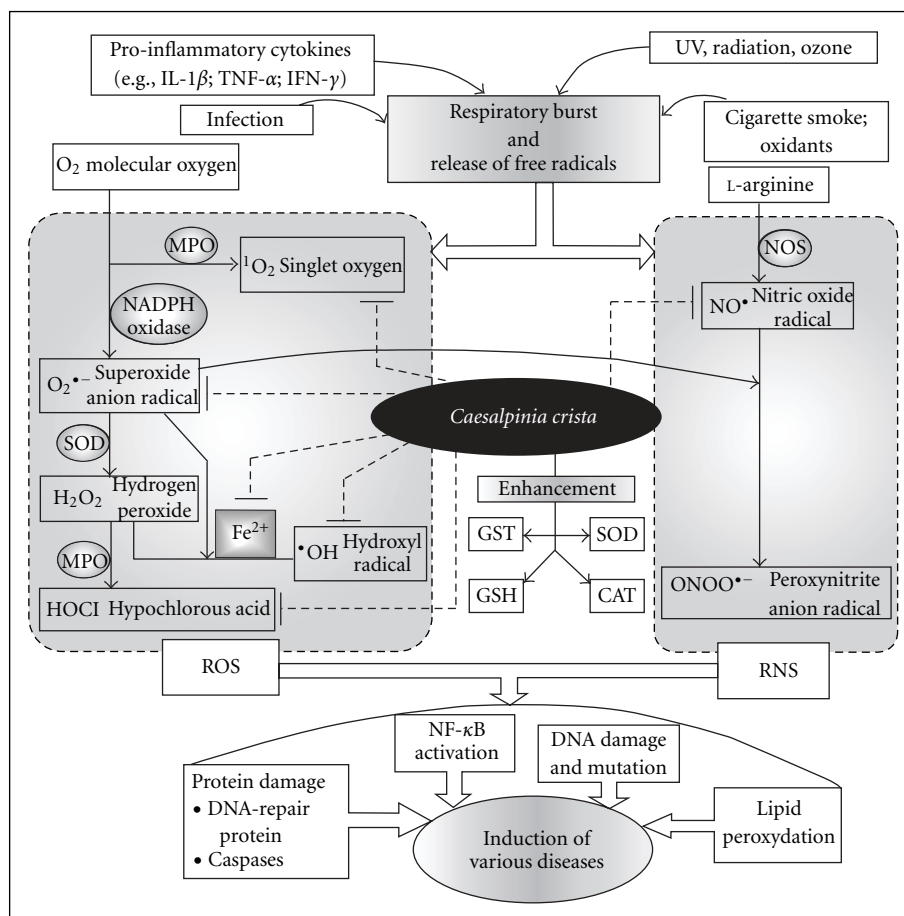 Pro-inflammatory cytokines
(e.g., IL-1β; TNF-α; IFN-γ)
UV, radiation, ozone
Infection
Respiratory burst
and
release of free radicals
Cigarette smoke;
oxidants
O₂ molecular oxygen
L-arginine
MPO
¹O₂ Singlet oxygen
NOS
NADPH
oxidase
NO• Nitric oxide
radical
O₂•− Superoxide
anion radical
Caesalpinia crista
SOD
H₂O₂ Hydrogen
peroxide
Enhancement
Fe²⁺
GST
SOD
•OH Hydroxyl
radical
MPO
GSH
CAT
HOCI Hypochlorous acid
ONOO•− Peroxynitrite
anion radical
ROS
RNS
NF-κB
activation
DNA damage
and mutation
Protein damage
• DNA-repair
protein
• Caspases
Induction of
various diseases
Lipid
peroxydation